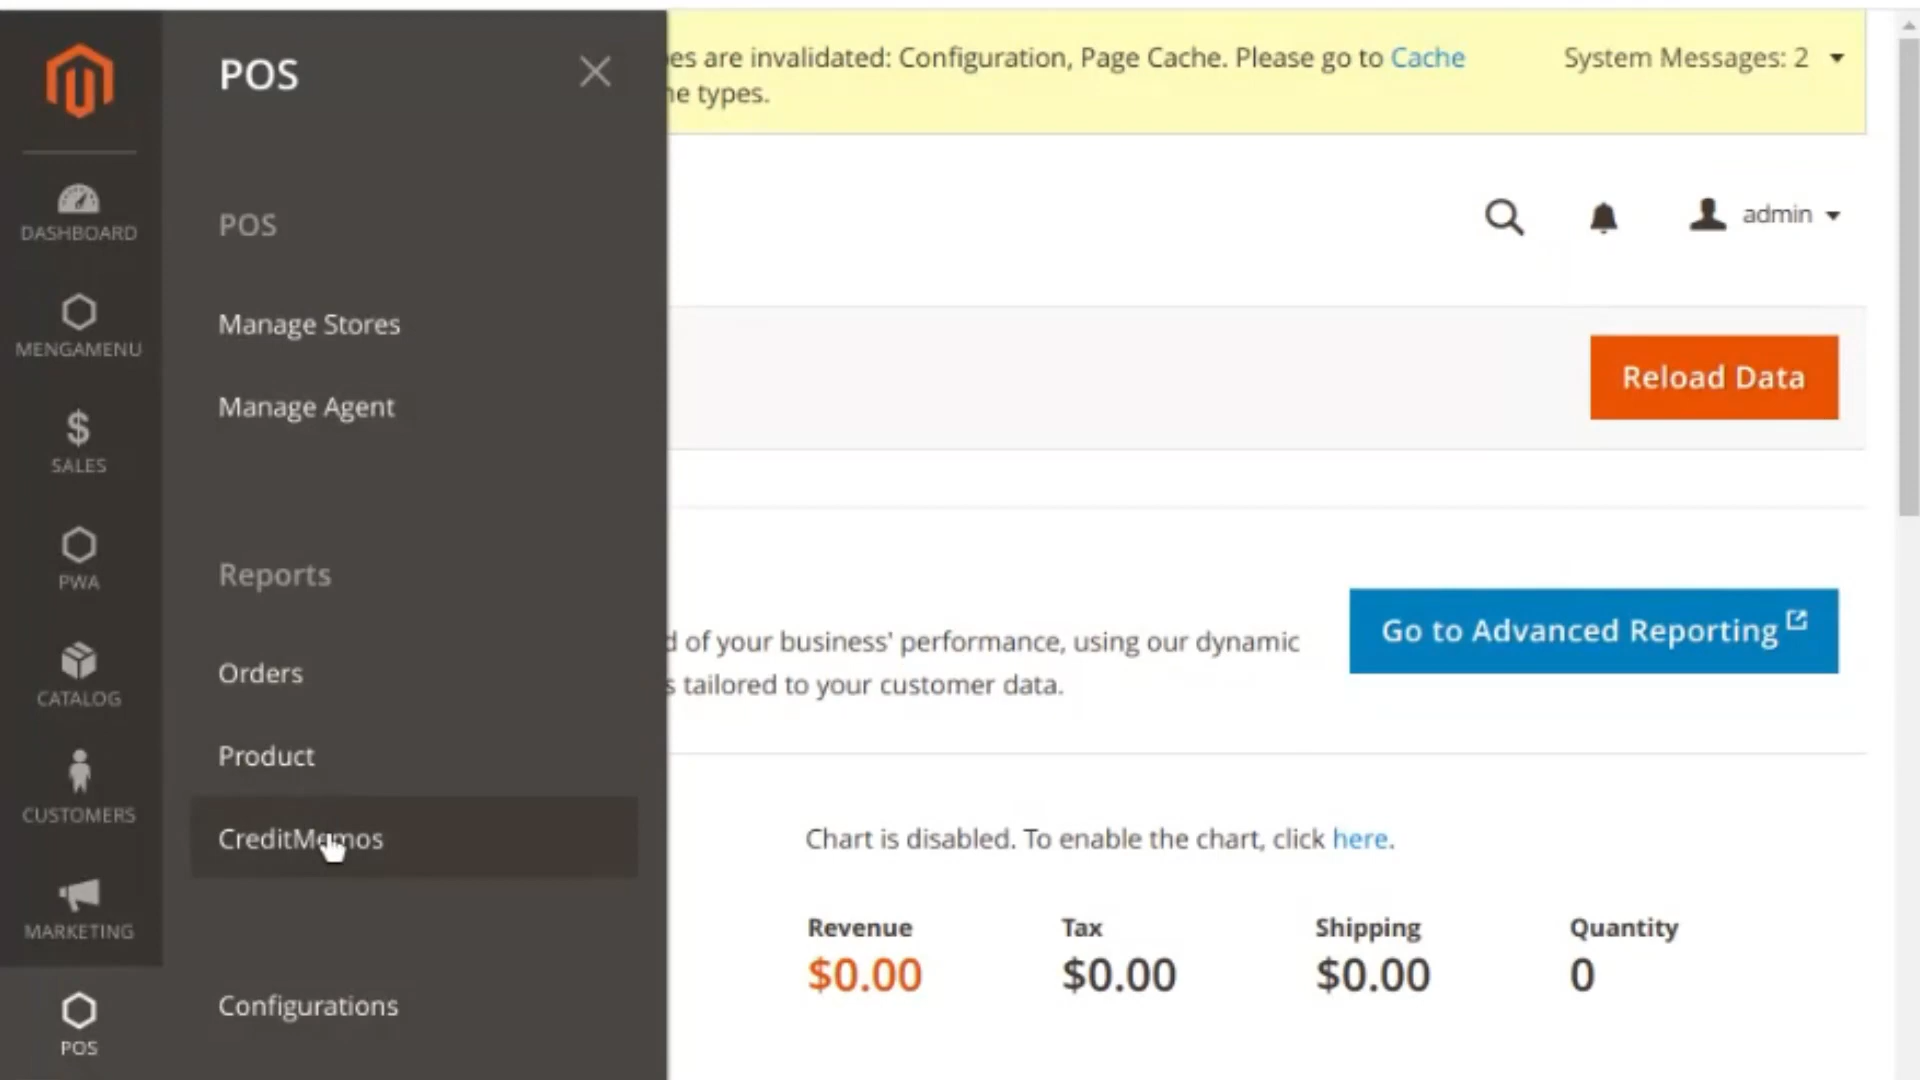 POS
es are invalidated: Configuration, Page Cache. Please go to Cache
e types.
System Messages: 2
admin
DASHBOARD
MENGAMENU
SALES
PWA
CATALOG
CUSTOMERS
MARKETING
POS
POS
Manage Stores
Manage Agent
Reports
Orders
Product
CreditMemos
Configurations
Reload Data
d of your business' performance, using our dynamic
s tailored to your customer data.
Go to Advanced Reporting
Chart is disabled. To enable the chart, click here.
Revenue
$0.00
Tax
$0.00
Shipping
$0.00
Quantity
0